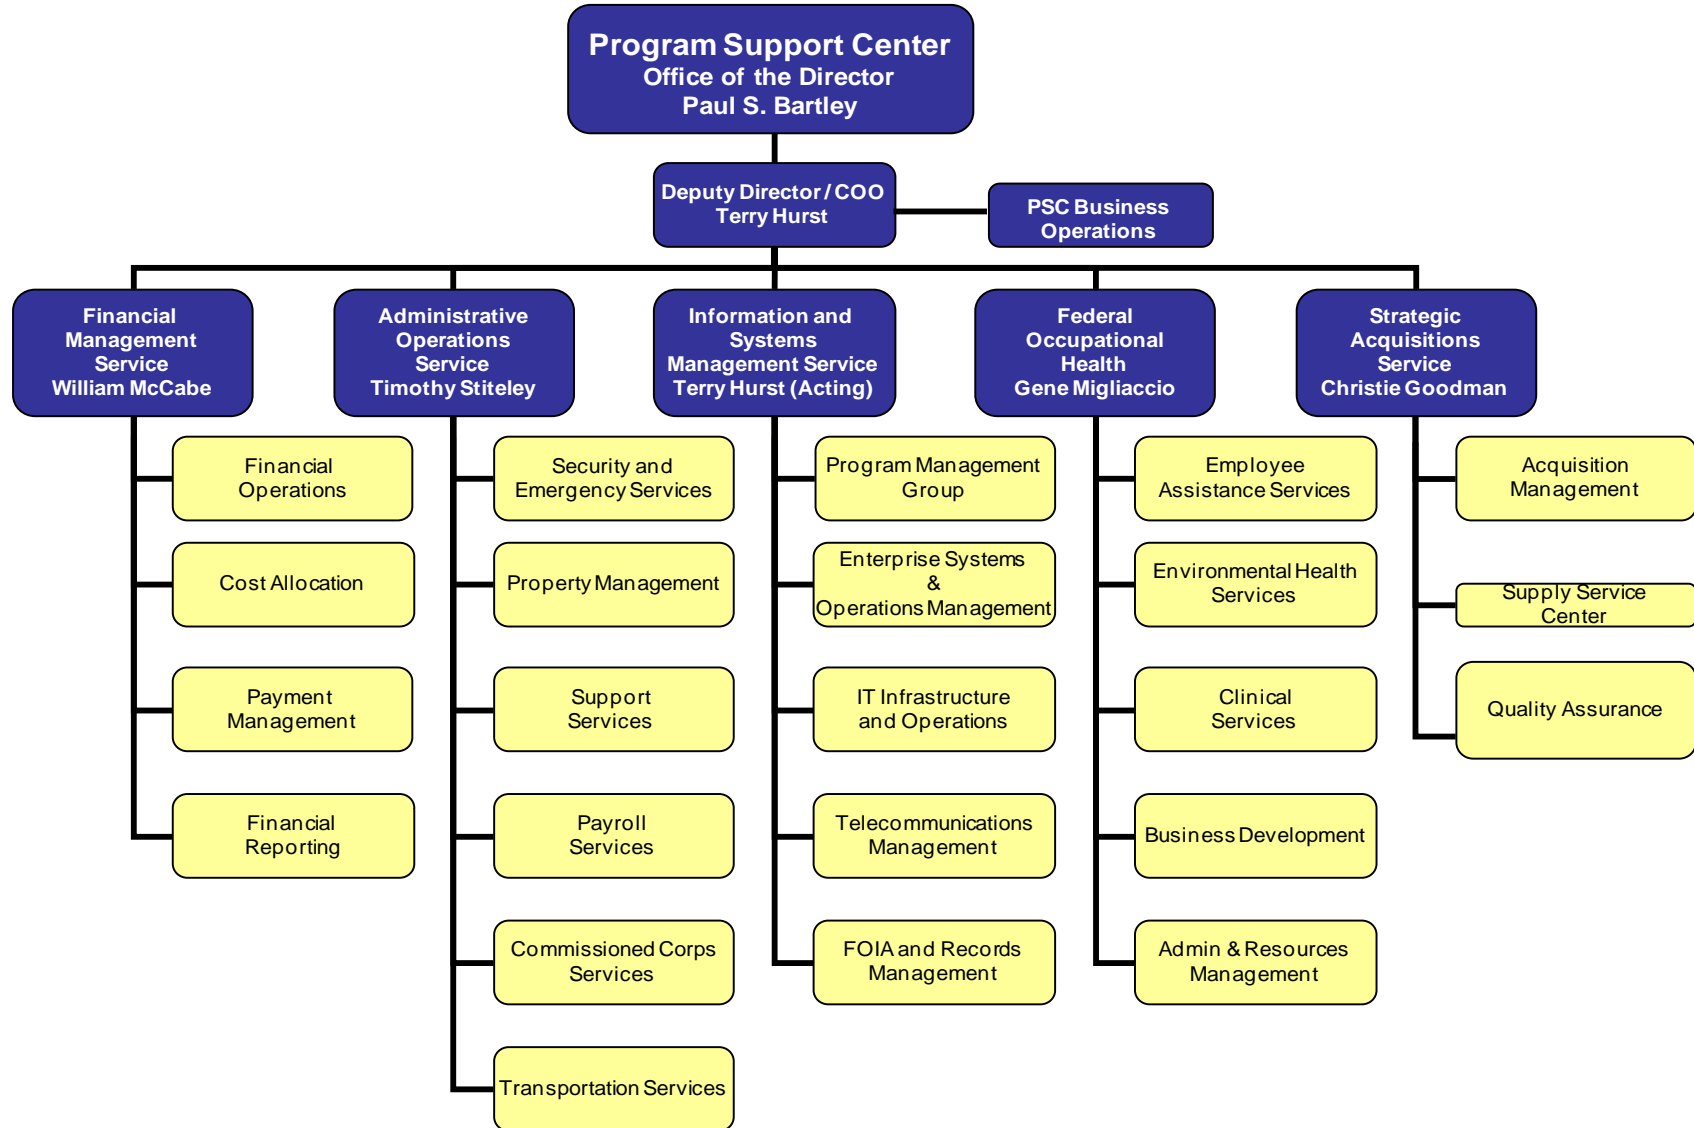 Program Support Center
Office of the Director
Paul S. Bartley
Deputy Director / COO
Terry Hurst
PSC Business
Operations
Financial
Management
Service
William McCabe
Administrative
Operations
Service
Timothy Stiteley
Information and
Systems
Management Service
Terry Hurst (Acting)
Federal
Occupational
Health
Gene Migliaccio
Strategic
Acquisitions
Service
Christie Goodman
Financial
Operations
Cost Allocation
Payment
Management
Financial
Reporting
Security and
Emergency Services
Property Management
Support
Services
Payroll
Services
Commissioned Corps
Services
Transportation Services
Program Management
Group
Enterprise Systems
&
Operations Management
IT Infrastructure
and Operations
Telecommunications
Management
FOIA and Records
Management
Employee
Assistance Services
Environmental Health
Services
Clinical
Services
Business Development
Admin & Resources
Management
Acquisition
Management
Supply Service
Center
Quality Assurance